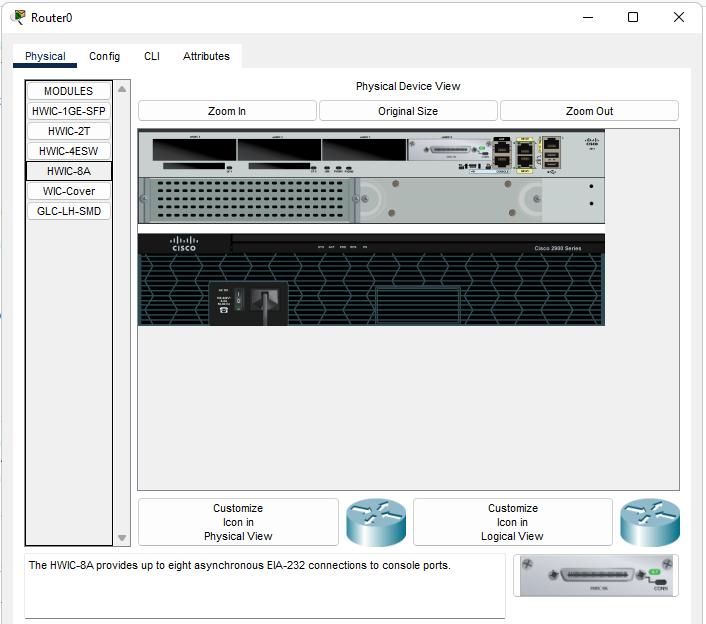 Router0
Physical
Config
CLI
Attributes
MODULES
HWIC-1GE-SFP
HWIC-2T
HWIC-4ESW
HWIC-8A
WIC-Cover
GLC-LH-SMD
Physical Device View
Zoom In
Original Size
Zoom Out
CISCO
Cisco 2900 Series
Customize
Icon in
Physical View
Customize
Icon in
Logical View
The HWIC-8A provides up to eight asynchronous EIA-232 connections to console ports.
HWIC 8A
CONN